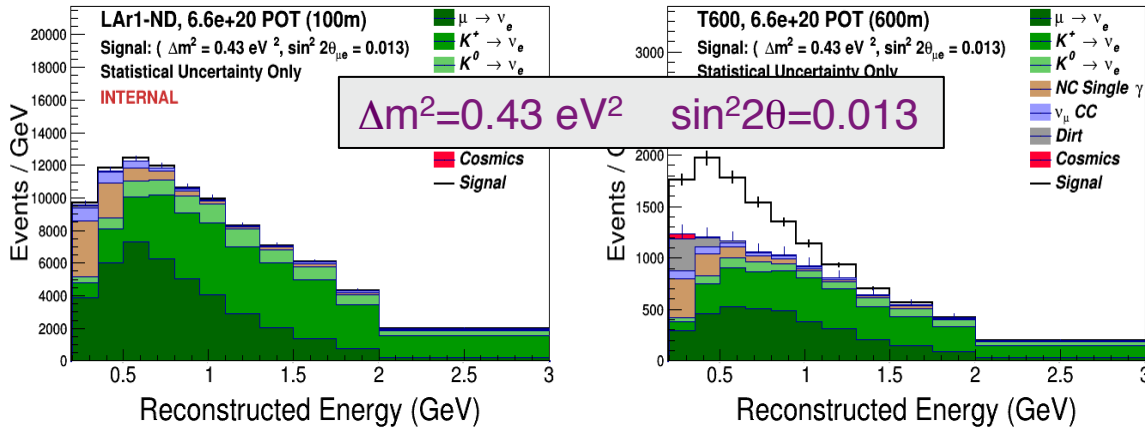 LAr1-ND, 6.6e+20 POT (100m)
Signal: ( Δm² = 0.43 eV ², sin² 2θμe = 0.013)
Statistical Uncertainty Only
INTERNAL
μ → νe
K⁺ → νe
K⁰ → νe
Cosmics
Signal
Events / GeV
20000
18000
16000
14000
12000
10000
8000
6000
4000
2000
0
0.5
1
1.5
2
2.5
3
Reconstructed Energy (GeV)
Δm²=0.43 eV² sin²2θ=0.013
T600, 6.6e+20 POT (600m)
Signal: ( Δm² = 0.43 eV ², sin² 2θμe = 0.013)
Statistical Uncertainty Only
μ → νe
K⁺ → νe
K⁰ → νe
NC Single γ
νμ CC
Dirt
Cosmics
Signal
Events /
3000
2000
1500
1000
500
0
0.5
1
1.5
2
2.5
3
Reconstructed Energy (GeV)